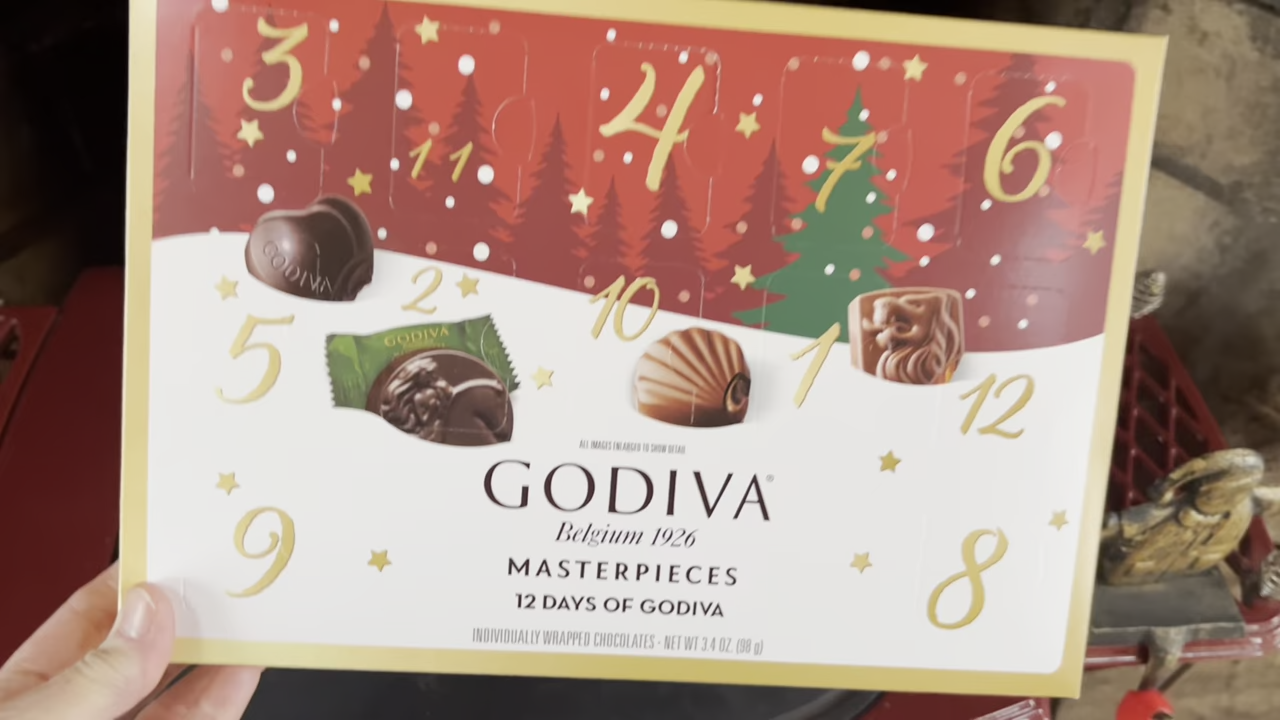 3
11
4
7
6
GODIVA
2
10
5
GODIVA
1
12
ALL IMAGES ENLARGED TO SHOW DETAIL
GODIVA®
Belgium 1926
9
MASTERPIECES
8
12 DAYS OF GODIVA
INDIVIDUALLY WRAPPED CHOCOLATES - NET WT 3.4 OZ. (98 g)